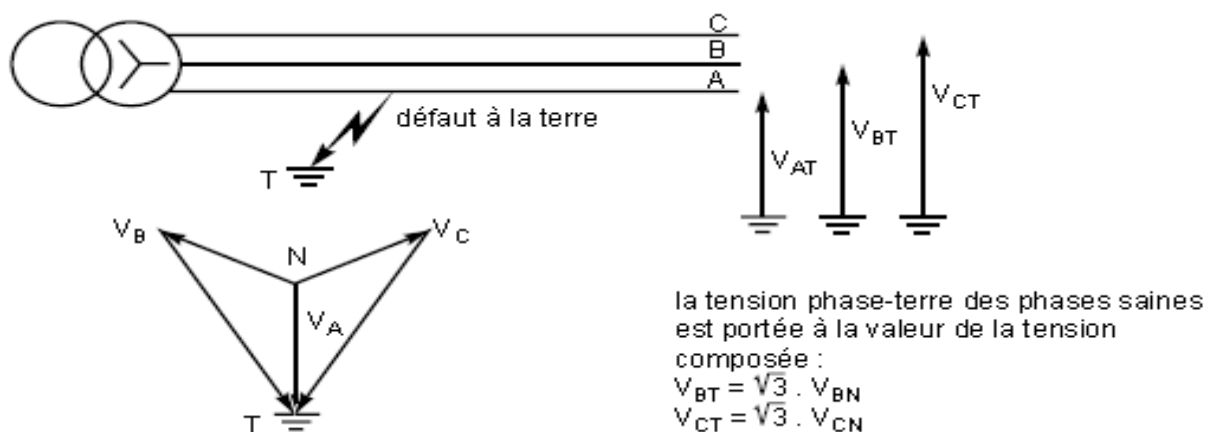 C
B
A
défaut à la terre
T
V_CT
V_BT
V_AT
V_B
V_C
N
V_A
T
la tension phase-terre des phases saines
est portée à la valeur de la tension
composée :
V_BT = √3 . V_BN
V_CT = √3 . V_CN